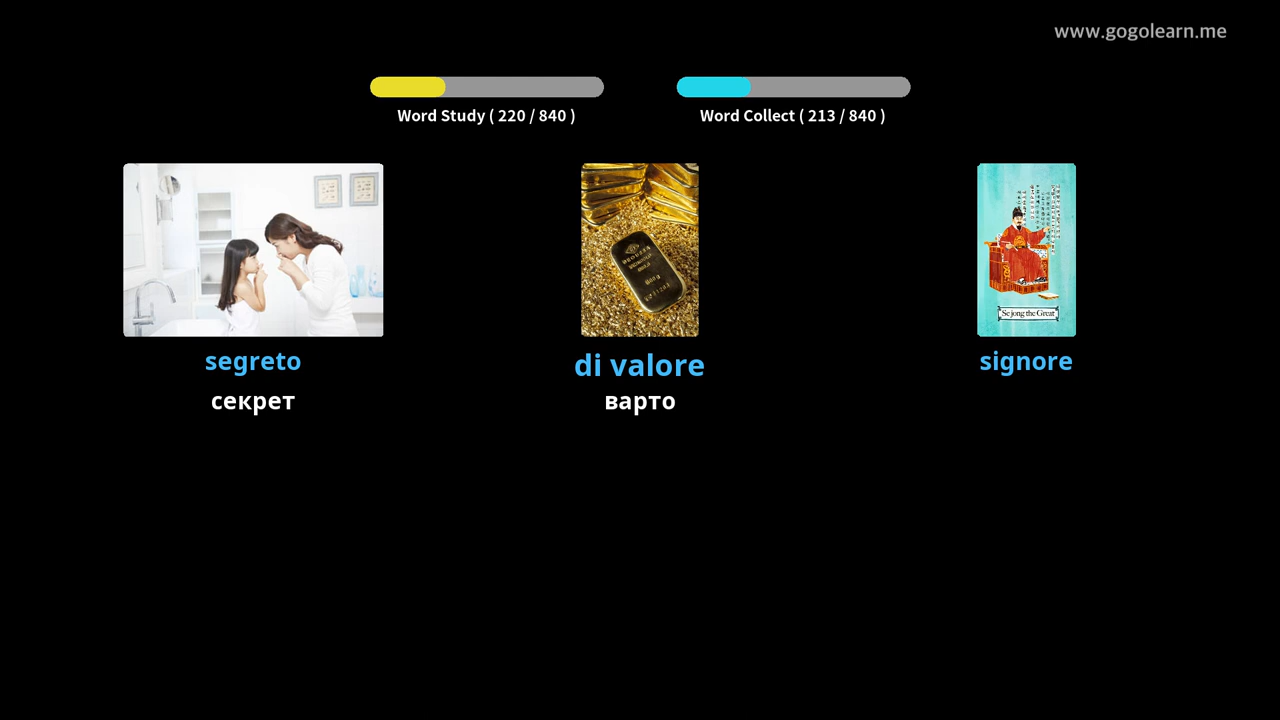 www.gogolearn.me
Word Study ( 220 / 840 )
Word Collect ( 213 / 840 )
Sejong the Great
segreto
di valore
signore
секрет
варто